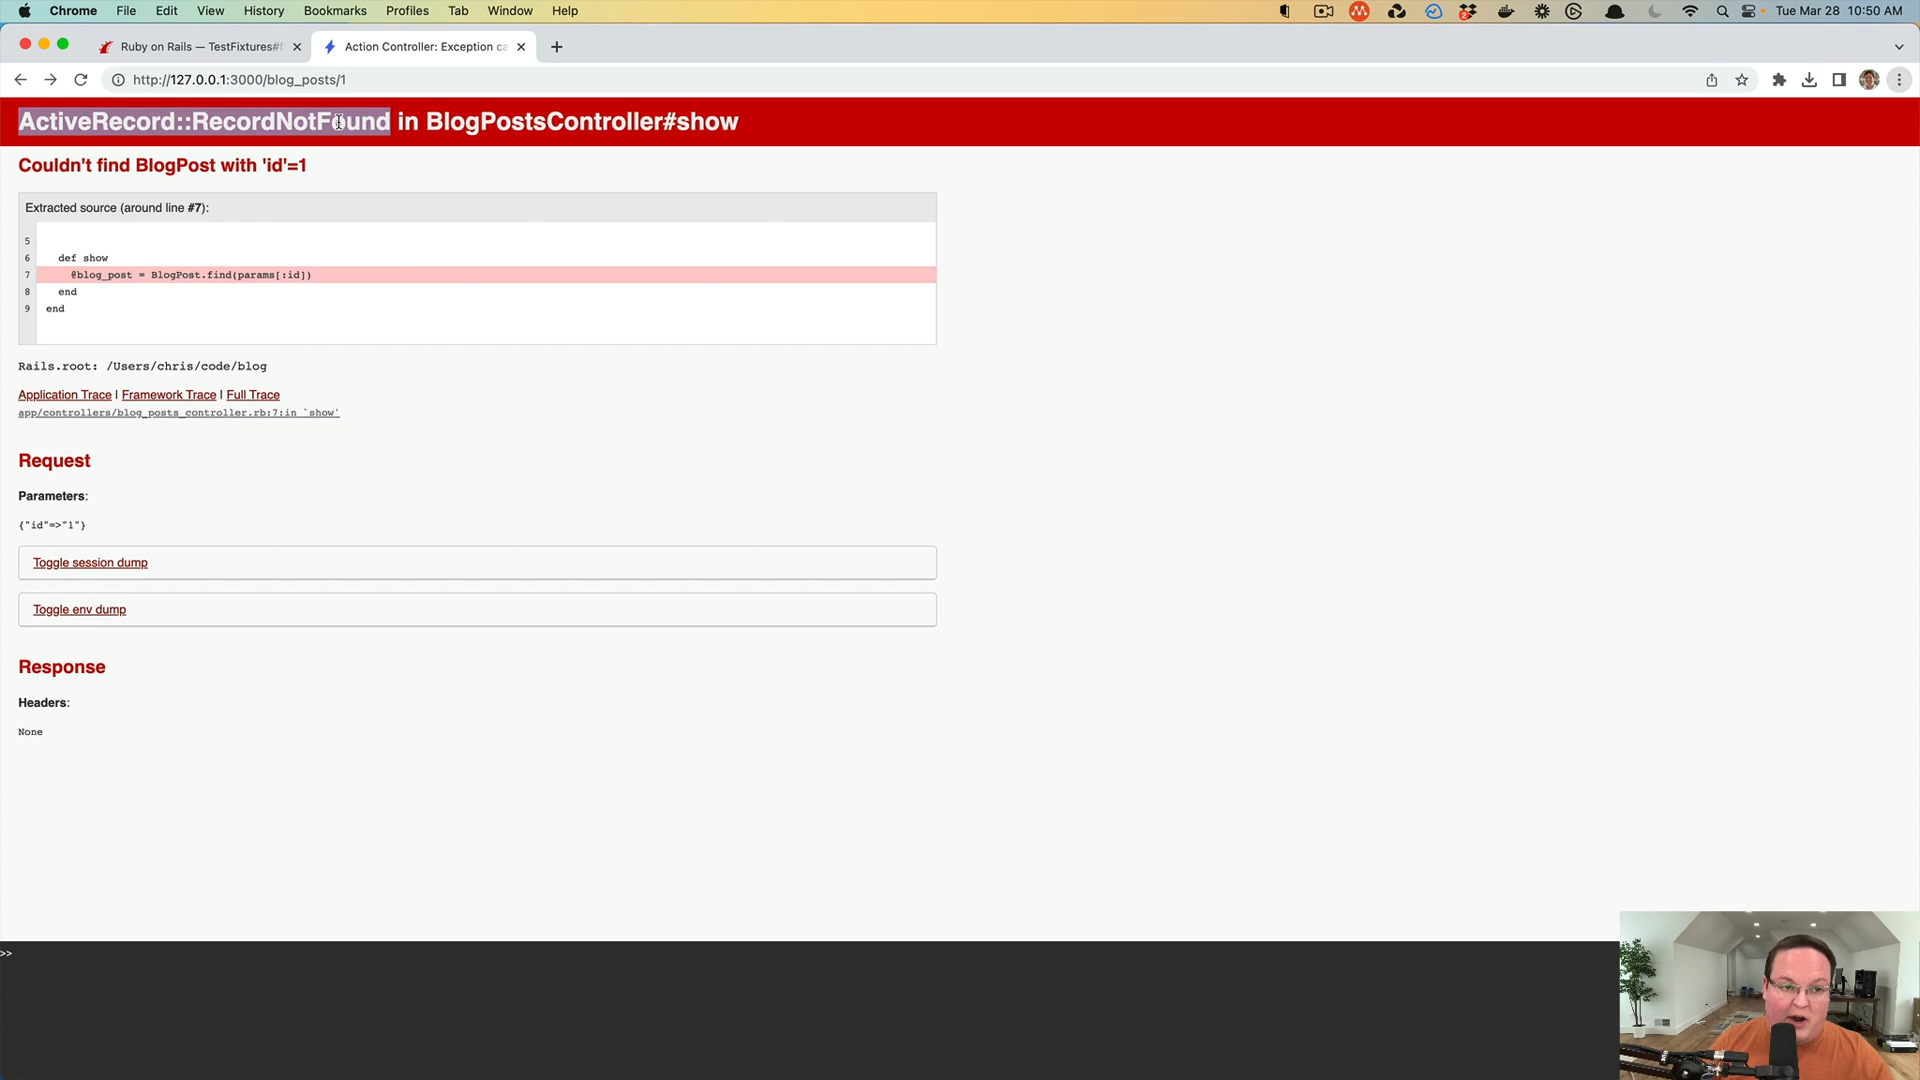 Chrome File Edit View History Bookmarks Profiles Tab Window Help Tue Mar 28 10:50 AM
Ruby on Rails — TestFixtures# Action Controller: Exception ca
http://127.0.0.1:3000/blog_posts/1
ActiveRecord::RecordNotFound in BlogPostsController#show
Couldn't find BlogPost with 'id'=1
Extracted source (around line #7):
5
6 def show
7 @blog_post = BlogPost.find(params[:id])
8 end
9 end
Rails.root: /Users/chris/code/blog
Application Trace | Framework Trace | Full Trace
app/controllers/blog_posts_controller.rb:7:in `show'
Request
Parameters:
{"id"=>"1"}
Toggle session dump
Toggle env dump
Response
Headers:
None
>>